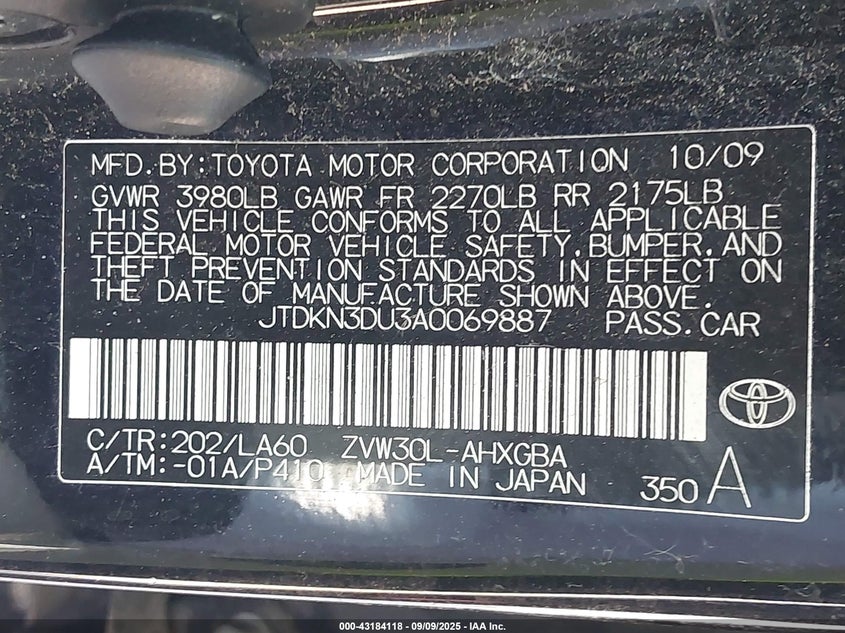 MFD.BY:TOYOTA MOTOR CORPORATION 10/09
GVWR 3980LB GAWR FR 2270LB RR 2175LB
THIS VEHICLE CONFORMS TO ALL APPLICABLE
FEDERAL MOTOR VEHICLE SAFETY,BUMPER,AND
THEFT PREVENTION STANDARDS IN EFFECT ON
THE DATE OF MANUFACTURE SHOWN ABOVE.
JTDKN3DU3A0069887 PASS.CAR
C/TR:202/LA60 ZVW30L-AHXGBA
A/TM:-01A/P410 MADE IN JAPAN 350 A
000-43184118 - 09/09/2025 - IAA Inc.